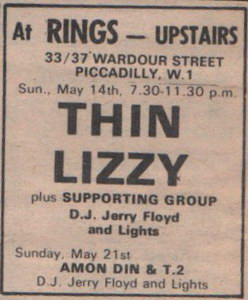 At RINGS — UPSTAIRS
33/37 WARDOUR STREET
PICCADILLY, W.1
Sun., May 14th, 7.30-11.30 p.m.
THIN
LIZZY
plus SUPPORTING GROUP
D.J. Jerry Floyd
and Lights
Sunday, May 21st
AMON DIN & T.2
D.J. Jerry Floyd and Lights